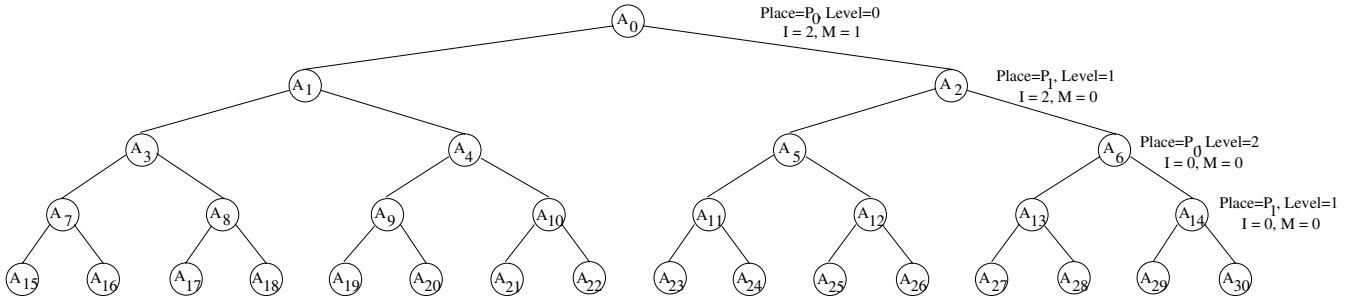 A0
Place=P0, Level=0
I = 2, M = 1
A1
A2
Place=P1, Level=1
I = 2, M = 0
A3
A4
A5
A6
Place=P0, Level=2
I = 0, M = 0
A7
A8
A9
A10
A11
A12
A13
A14
Place=P1, Level=1
I = 0, M = 0
A15
A16
A17
A18
A19
A20
A21
A22
A23
A24
A25
A26
A27
A28
A29
A30